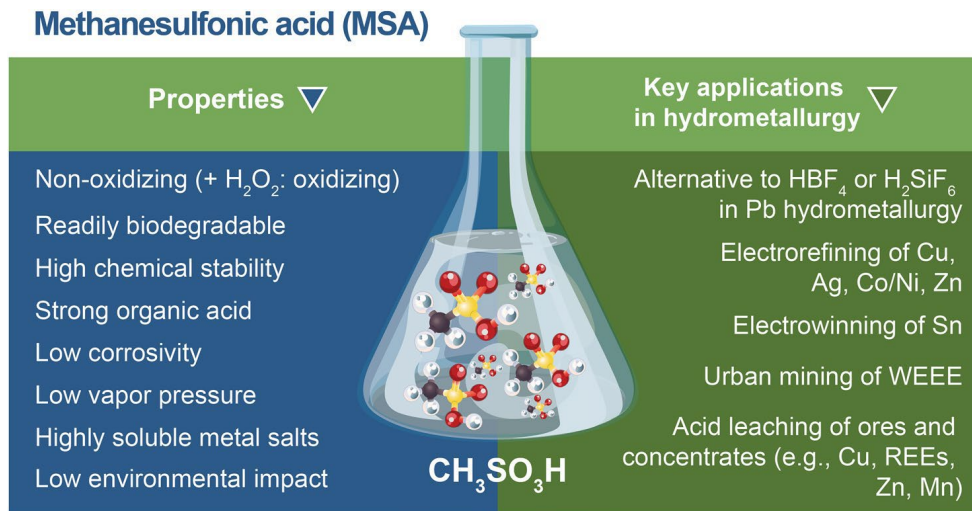 Methanesulfonic acid (MSA)
Properties
Non-oxidizing (+ H₂O₂: oxidizing)
Readily biodegradable
High chemical stability
Strong organic acid
Low corrosivity
Low vapor pressure
Highly soluble metal salts
Low environmental impact
CH₃SO₃H
Key applications
in hydrometallurgy
Alternative to HBF₄ or H₂SiF₆
in Pb hydrometallurgy
Electrorefining of Cu,
Ag, Co/Ni, Zn
Electrowinning of Sn
Urban mining of WEEE
Acid leaching of ores and
concentrates (e.g., Cu, REEs,
Zn, Mn)